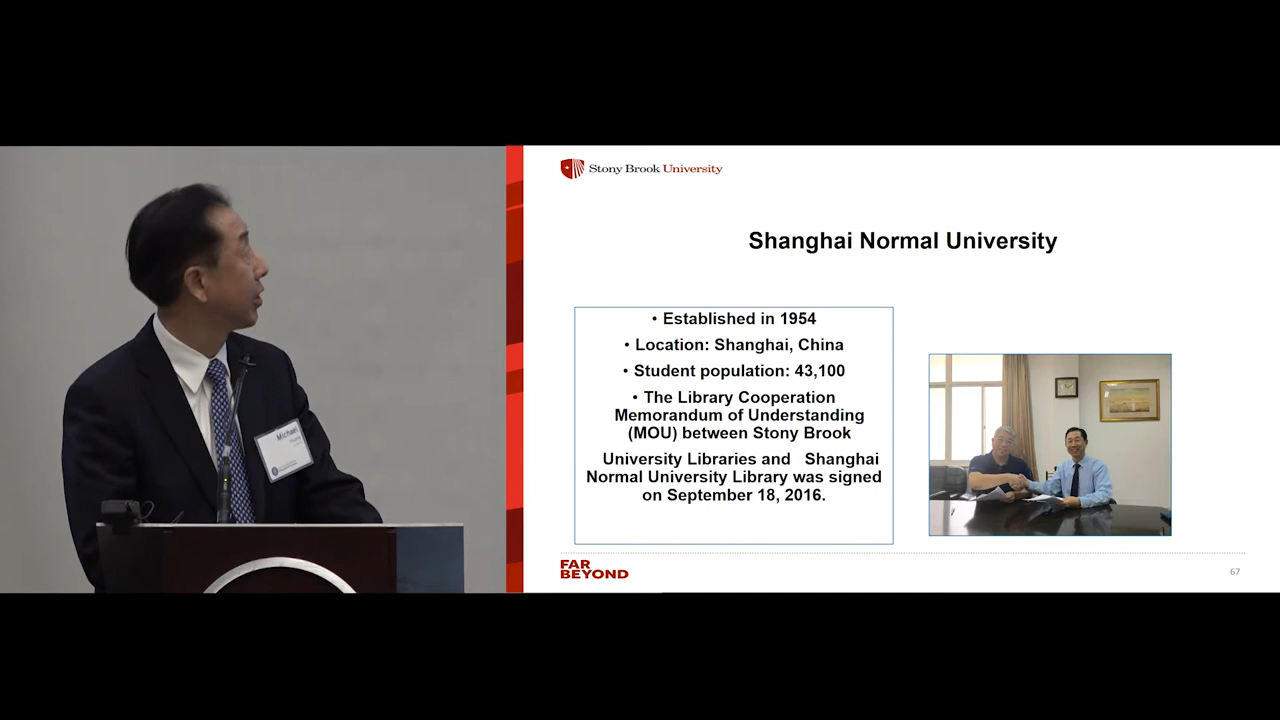 Stony Brook University
Shanghai Normal University
• Established in 1954
• Location: Shanghai, China
• Student population: 43,100
• The Library Cooperation
Memorandum of Understanding
(MOU) between Stony Brook
University Libraries and Shanghai
Normal University Library was signed
on September 18, 2016.
Michael
FAR
BEYOND
67